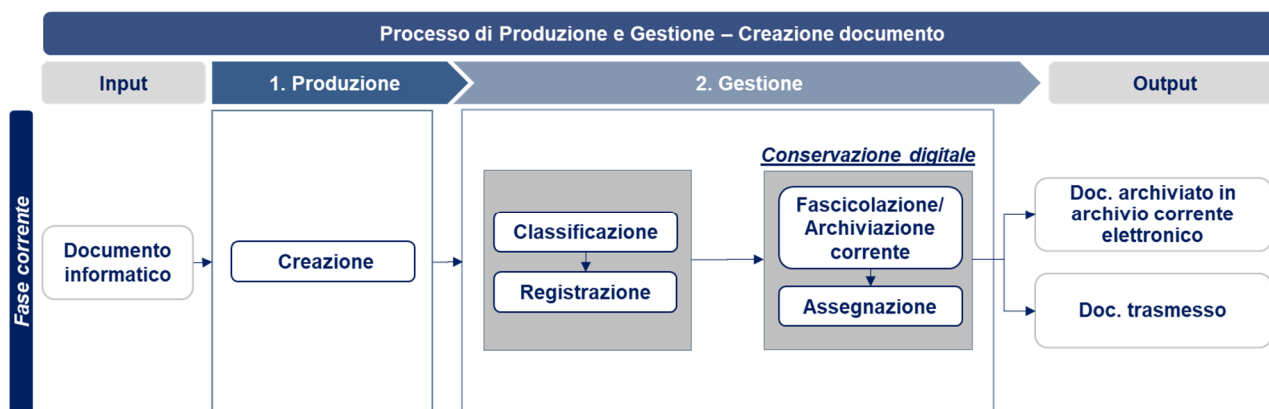 Processo di Produzione e Gestione – Creazione documento
Input
1. Produzione
2. Gestione
Output
Fase corrente
Documento
informatico
Creazione
Classificazione
Registrazione
Conservazione digitale
Fascicolazione/
Archiviazione
corrente
Assegnazione
Doc. archiviato in
archivio corrente
elettronico
Doc. trasmesso